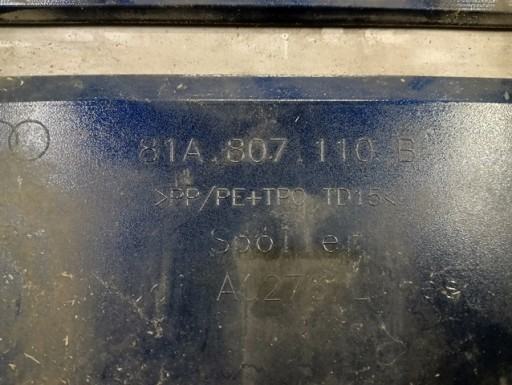 81A.807.110 B
>PP/PE+TPO TD15<
Spoiler